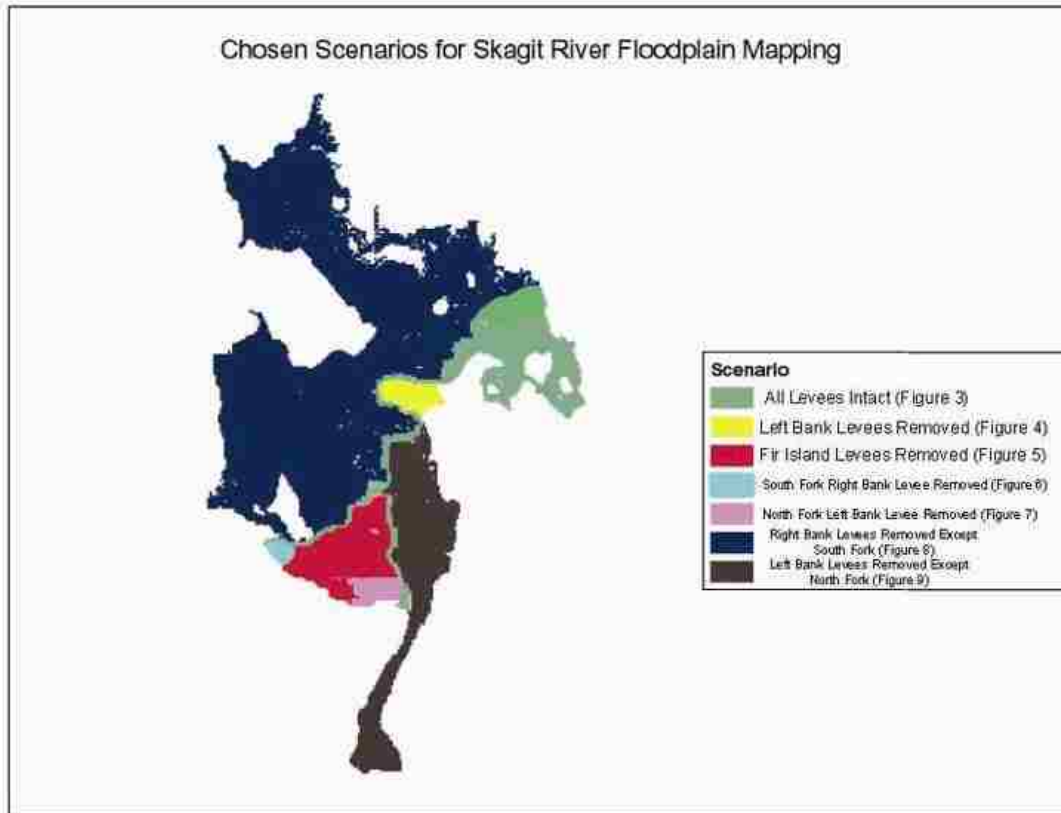 Chosen Scenarios for Skagit River Floodplain Mapping
Scenario
All Levees Intact (Figure 3)
Left Bank Levees Removed (Figure 4)
Fir Island Levees Removed (Figure 5)
South Fork Right Bank Levee Removed (Figure 6)
North Fork Left Bank Levee Removed (Figure 7)
Right Bank Levees Removed Except
South Fork (Figure 8)
Left Bank Levees Removed Except
North Fork (Figure 9)